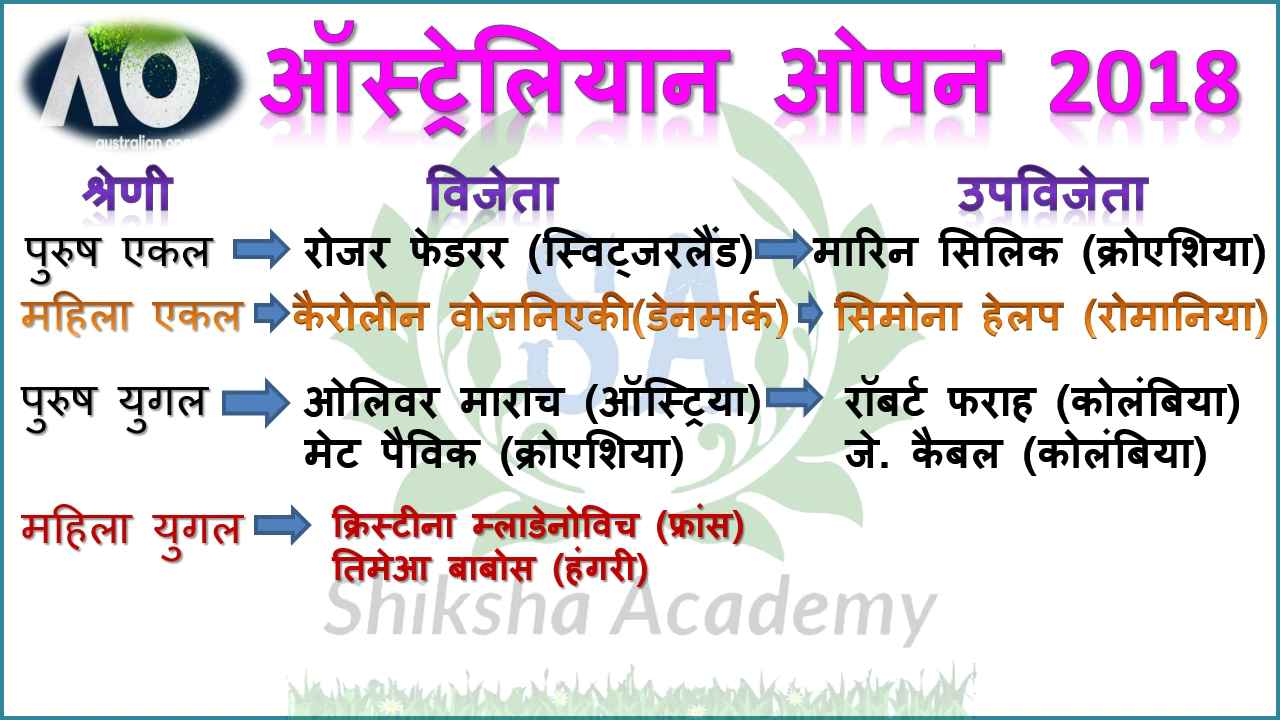 AO
australian open
ऑस्ट्रेलियान ओपन 2018
श्रेणी विजेता उपविजेता
पुरुष एकल रोजर फेडरर (स्विट्जरलैंड) मारिन सिलिक (क्रोएशिया)
महिला एकल कैरोलीन वोजनिएकी(डेनमार्क) सिमोना हेलप (रोमानिया)
पुरुष युगल ओलिवर माराच (ऑस्ट्रिया) रॉबर्ट फराह (कोलंबिया)
मेट पैविक (क्रोएशिया) जे. कैबल (कोलंबिया)
महिला युगल क्रिस्टीना म्लाडेनोविच (फ्रांस)
तिमेआ बाबोस (हंगरी)
SA
Shiksha Academy